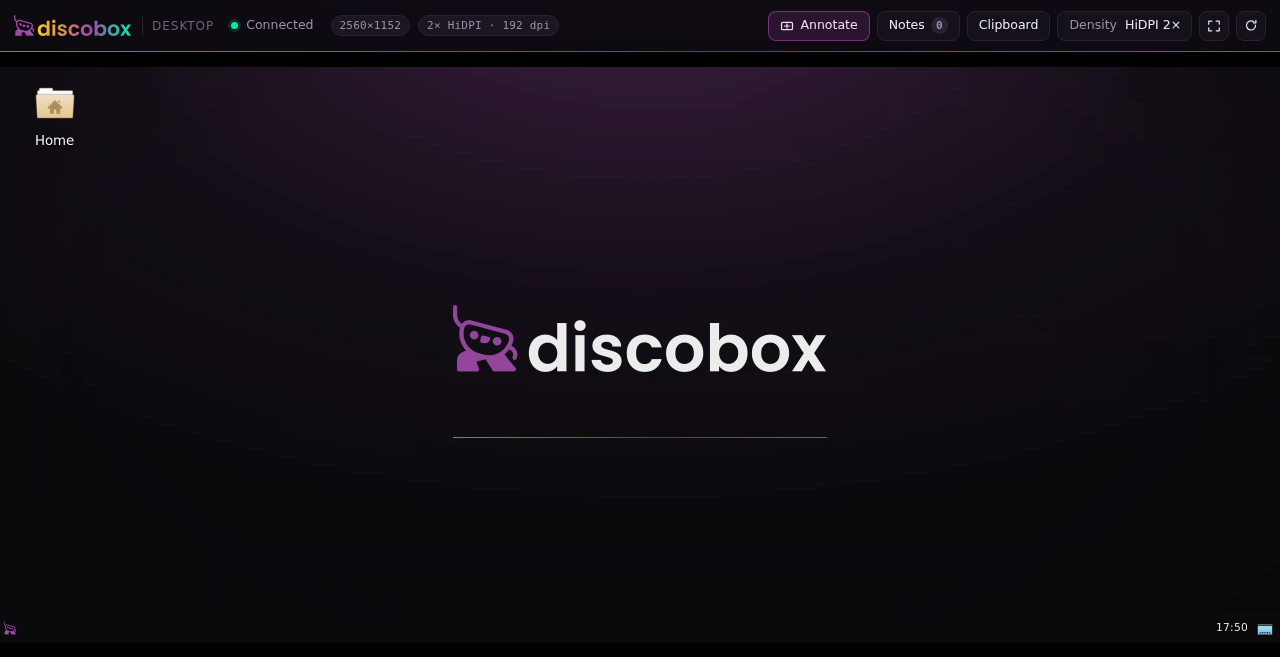 discobox DESKTOP Connected 2560×1152 2× HiDPI · 192 dpi Annotate Notes 0 Clipboard Density HiDPI 2×
Home
discobox
17:50